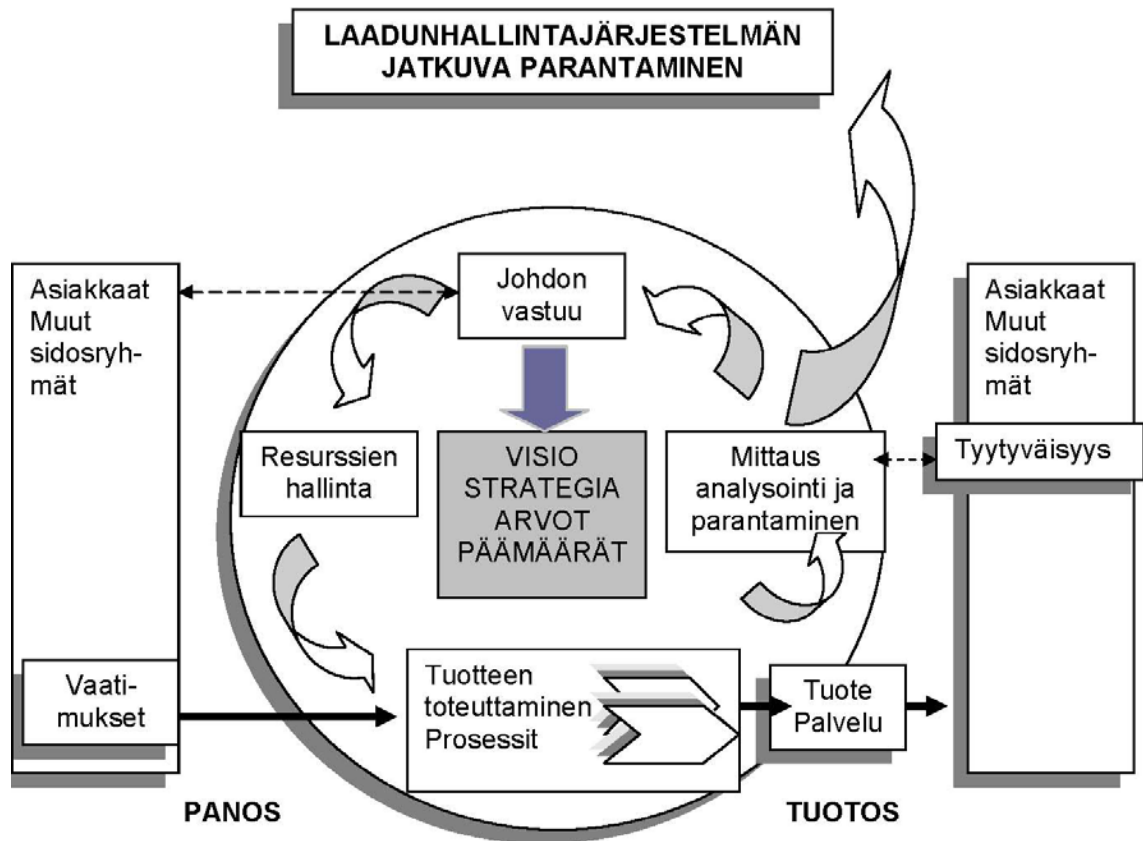 LAADUNHALLINTAJÄRJESTELMÄN
JATKUVA PARANTAMINEN
Asiakkaat
Muut
sidosryh-
mät
Johdon
vastuu
Asiakkaat
Muut
sidosryh-
mät
Resurssien
hallinta
VISIO
STRATEGIA
ARVOT
PÄÄMÄÄRÄT
Mittaus
analysointi ja
parantaminen
Tyytyväisyys
Vaati-
mukset
Tuotteen
toteuttaminen
Prosessit
Tuote
Palvelu
PANOS
TUOTOS